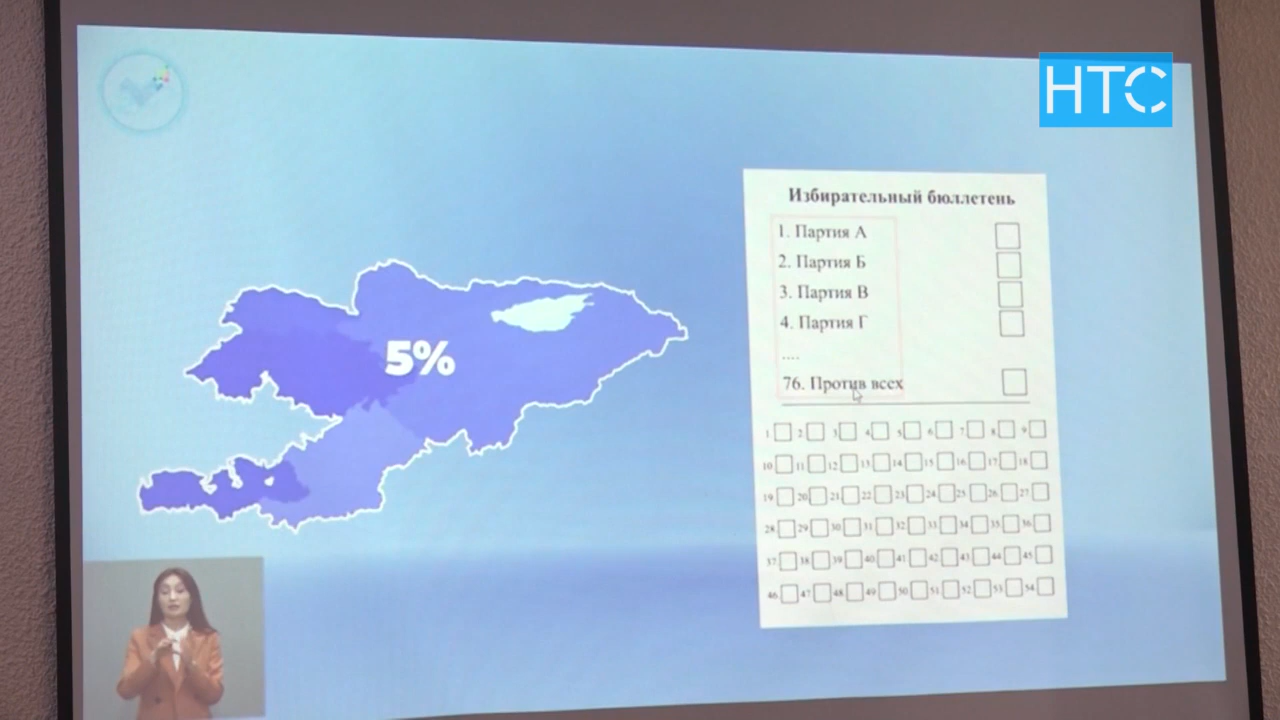 НТС
Избирательный бюллетень
1. Партия А
2. Партия Б
3. Партия В
4. Партия Г
....
76. Против всех
5%
1 2 3 4 5 6 7 8 9
10 11 12 13 14 15 16 17 18
19 20 21 22 23 24 25 26 27
28 29 30 31 32 33 34 35 36
37 38 39 40 41 42 43 44 45
46 47 48 49 50 51 52 53 54